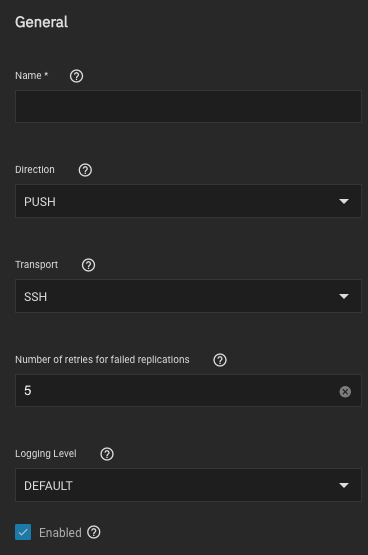 General
Name *
Direction
PUSH
Transport
SSH
Number of retries for failed replications
5
Logging Level
DEFAULT
Enabled